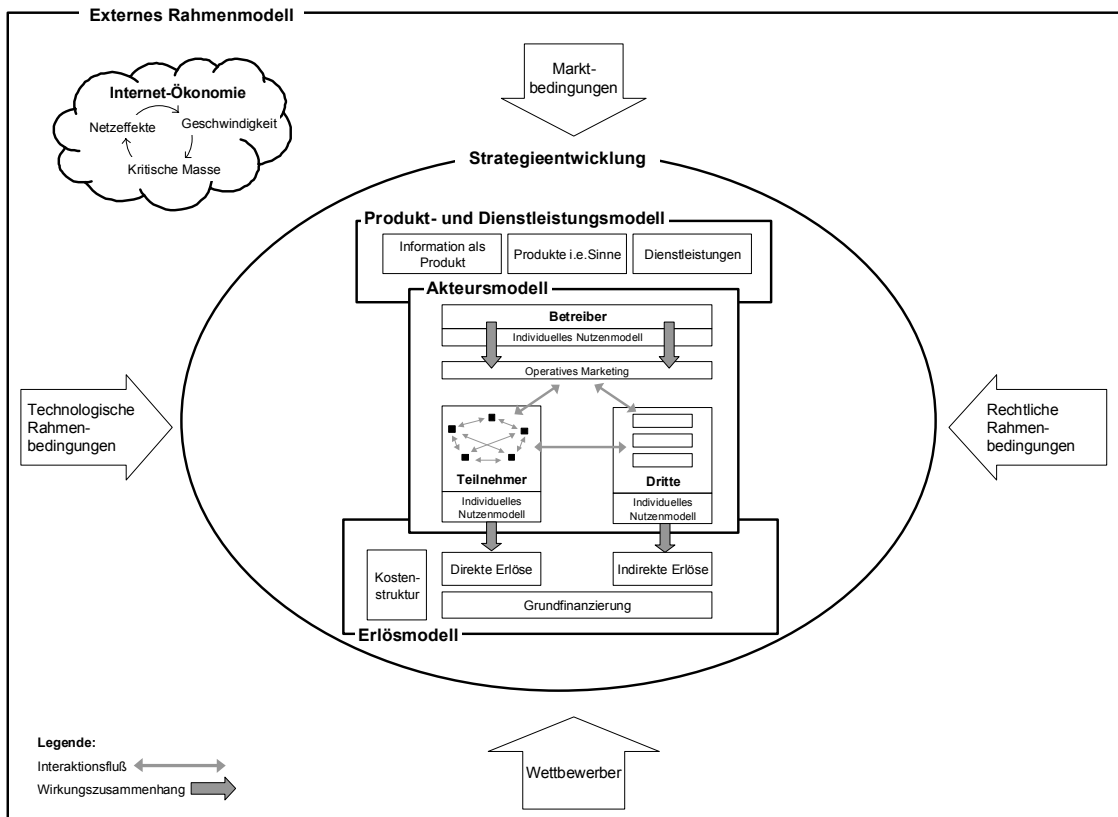 Externes Rahmenmodell
Internet-Ökonomie
Netzeffekte
Geschwindigkeit
Kritische Masse
Markt-
bedingungen
Strategieentwicklung
Produkt- und Dienstleistungsmodell
Information als
Produkt
Produkte i.e.Sinne
Dienstleistungen
Akteursmodell
Betreiber
Individuelles Nutzenmodell
Operatives Marketing
Technologische
Rahmen-
bedingungen
Rechtliche
Rahmen-
bedingungen
Teilnehmer
Individuelles
Nutzenmodell
Dritte
Individuelles
Nutzenmodell
Kosten-
struktur
Direkte Erlöse
Indirekte Erlöse
Grundfinanzierung
Erlösmodell
Wettbewerber
Legende:
Interaktionsfluß
Wirkungszusammenhang